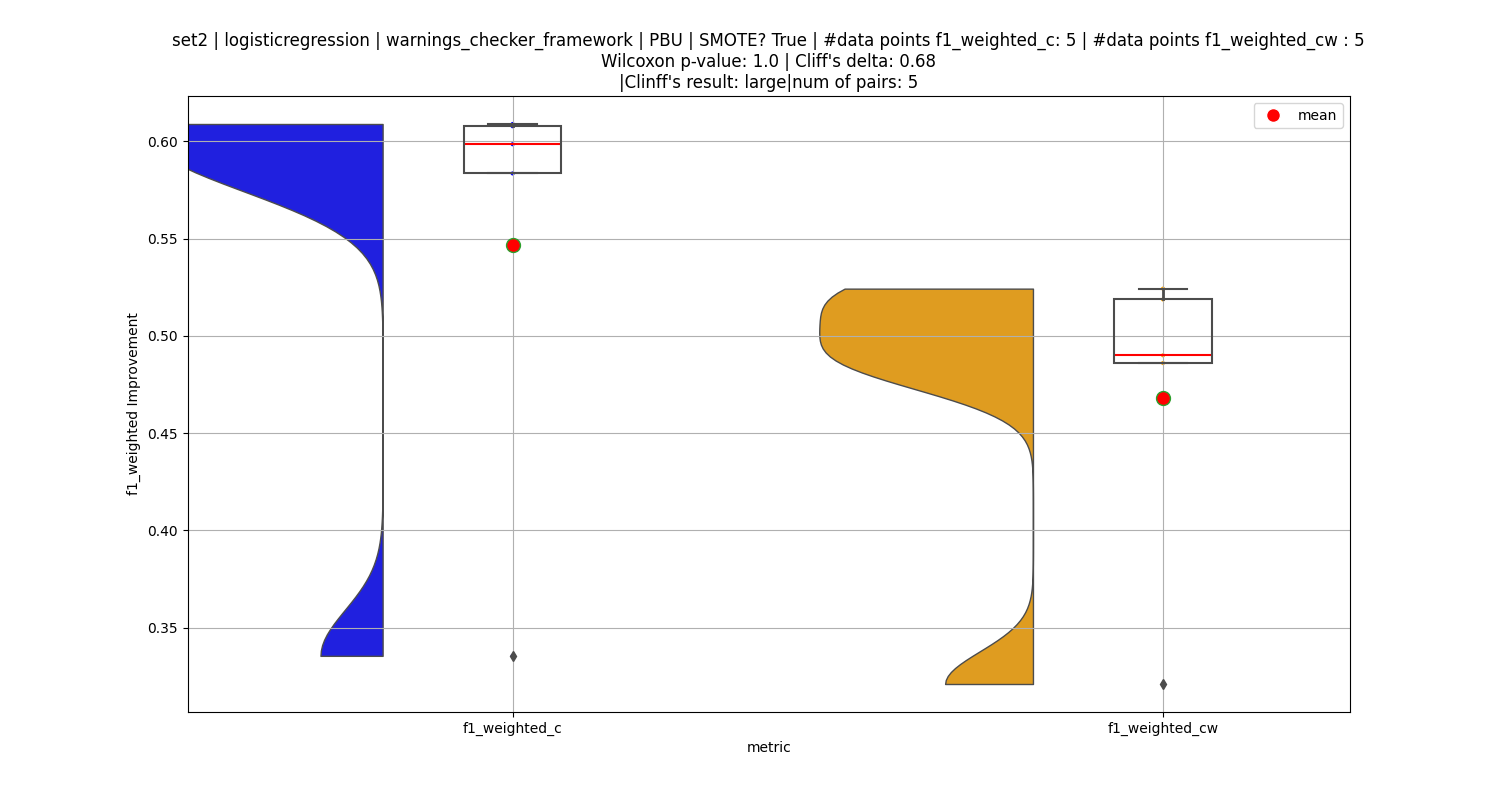 set2 | logisticregression | warnings_checker_framework | PBU | SMOTE? True | #data points f1_weighted_c: 5 | #data points f1_weighted_cw : 5
Wilcoxon p-value: 1.0 | Cliff's delta: 0.68
|Clinff's result: large|num of pairs: 5
mean
0.60
0.55
0.50
0.45
0.40
0.35
f1_weighted Improvement
f1_weighted_c
f1_weighted_cw
metric